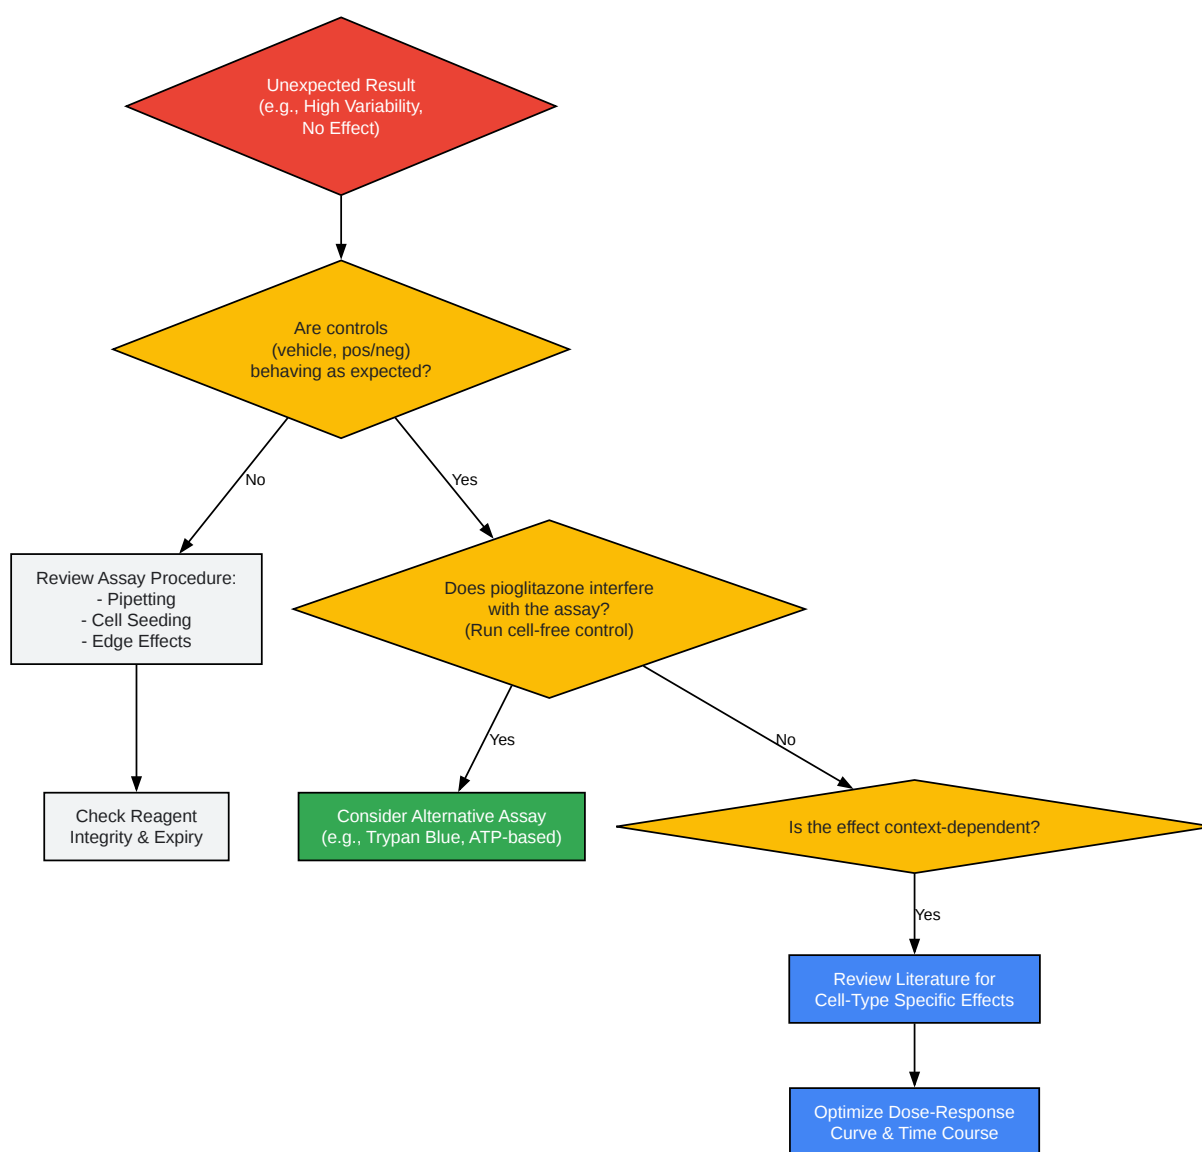 Unexpected Result
(e.g., High Variability,
No Effect)
Are controls
(vehicle, pos/neg)
behaving as expected?
No
Yes
Review Assay Procedure:
- Pipetting
- Cell Seeding
- Edge Effects
Does pioglitazone interfere
with the assay?
(Run cell-free control)
Yes
No
Check Reagent
Integrity & Expiry
Consider Alternative Assay
(e.g., Trypan Blue, ATP-based)
Is the effect context-dependent?
Yes
Review Literature for
Cell-Type Specific Effects
Optimize Dose-Response
Curve & Time Course